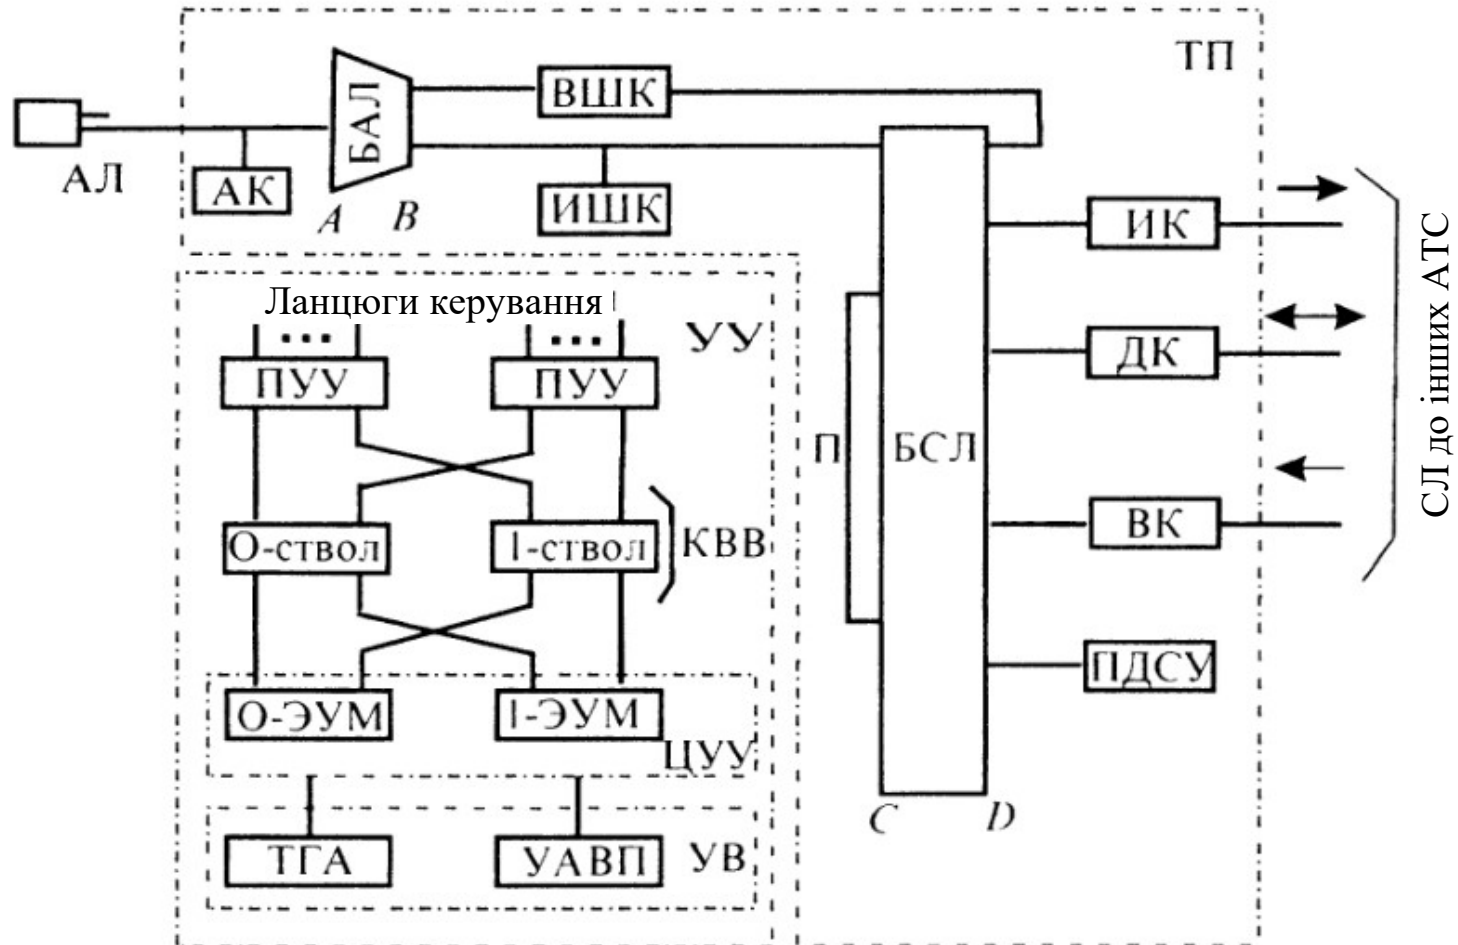 ТП
БАЛ
ВШК
АЛ
АК
ИШК
A
B
ИК
ДК
ВК
ПДСУ
СЛ до інших АТС
П
БСЛ
C
D
Ланцюги керування
...
...
УУ
ПУУ
ПУУ
О-ствол
І-ствол
КВВ
О-ЭУМ
І-ЭУМ
ЦУУ
ТГА
УАВП
УВ